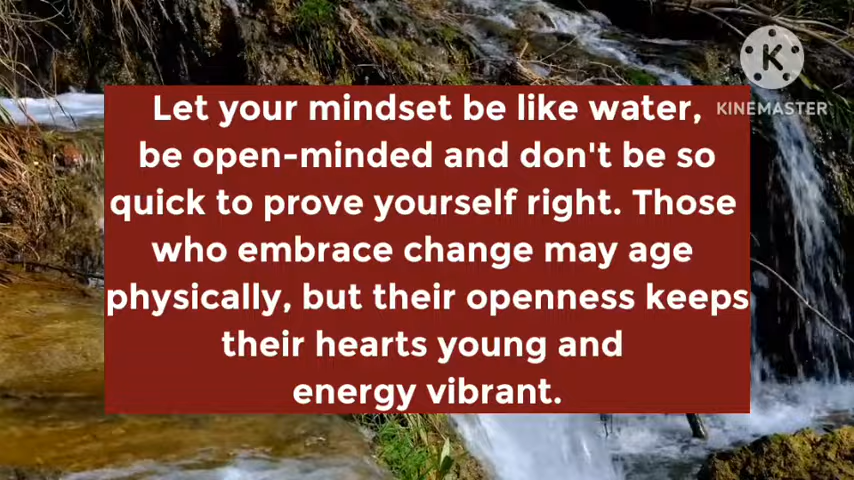 K
KINEMASTER
Let your mindset be like water,
be open-minded and don't be so
quick to prove yourself right. Those
who embrace change may age
physically, but their openness keeps
their hearts young and
energy vibrant.